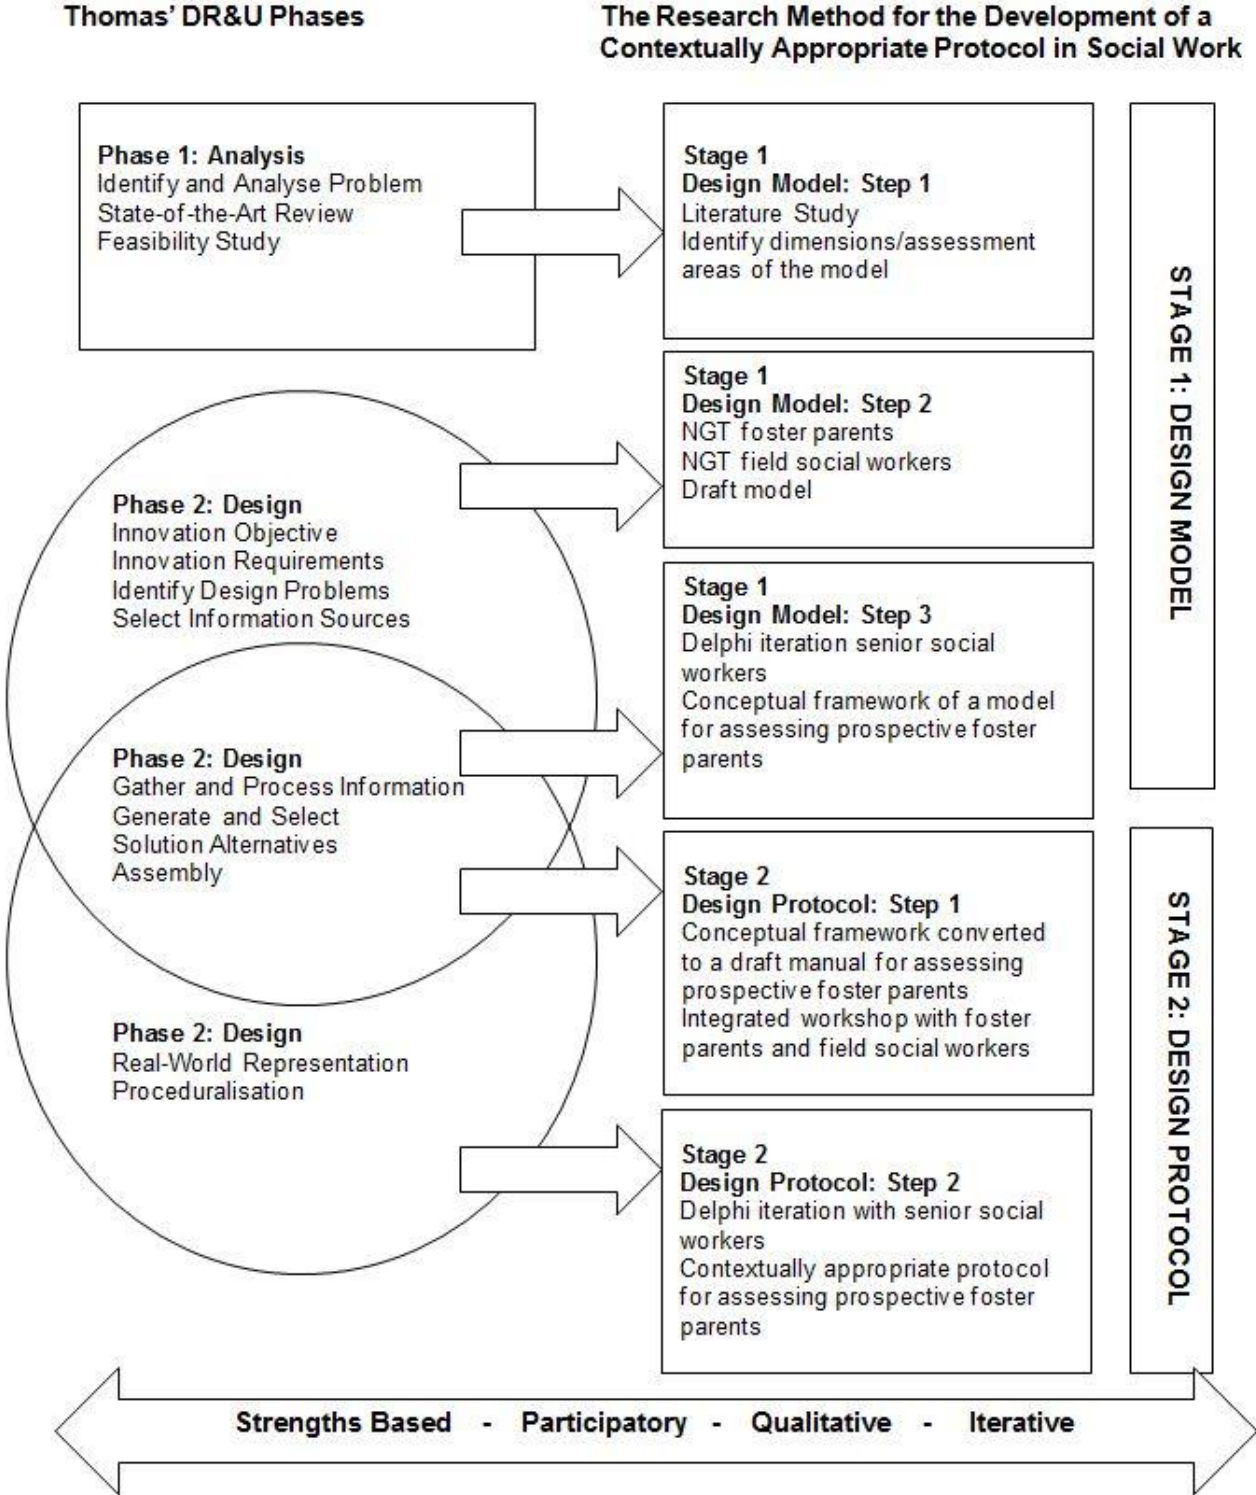 Thomas' DR&U Phases
The Research Method for the Development of a
Contextually Appropriate Protocol in Social Work
Phase 1: Analysis
Identify and Analyse Problem
State-of-the-Art Review
Feasibility Study
Stage 1
Design Model: Step 1
Literature Study
Identify dimensions/assessment
areas of the model
Phase 2: Design
Innovation Objective
Innovation Requirements
Identify Design Problems
Select Information Sources
Stage 1
Design Model: Step 2
NGT foster parents
NGT field social workers
Draft model
Stage 1
Design Model: Step 3
Delphi iteration senior social
workers
Conceptual framework of a model
for assessing prospective foster
parents
Phase 2: Design
Gather and Process Information
Generate and Select
Solution Alternatives
Assembly
Stage 2
Design Protocol: Step 1
Conceptual framework converted
to a draft manual for assessing
prospective foster parents
Integrated workshop with foster
parents and field social workers
Phase 2: Design
Real-World Representation
Proceduralisation
Stage 2
Design Protocol: Step 2
Delphi iteration with senior social
workers
Contextually appropriate protocol
for assessing prospective foster
parents
STAGE 1: DESIGN MODEL
STAGE 2: DESIGN PROTOCOL
Strengths Based - Participatory - Qualitative - Iterative